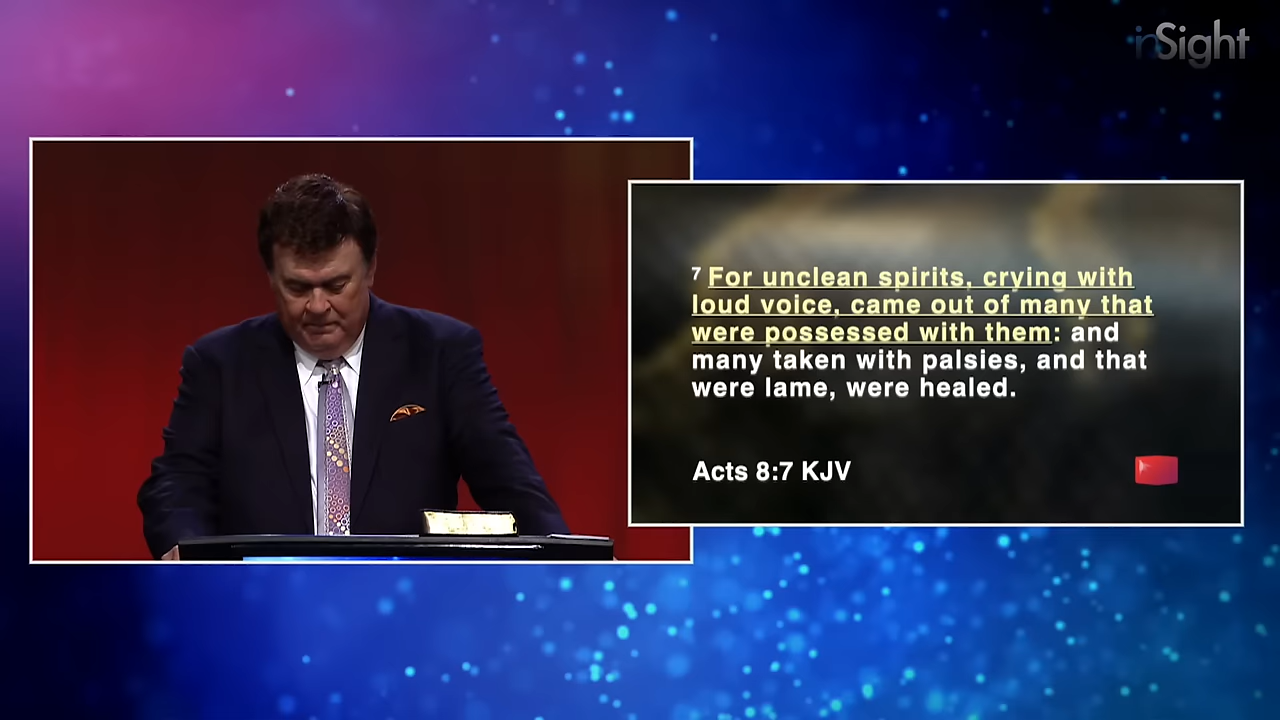 inSight
7 For unclean spirits, crying with
loud voice, came out of many that
were possessed with them: and
many taken with palsies, and that
were lame, were healed.
Acts 8:7 KJV